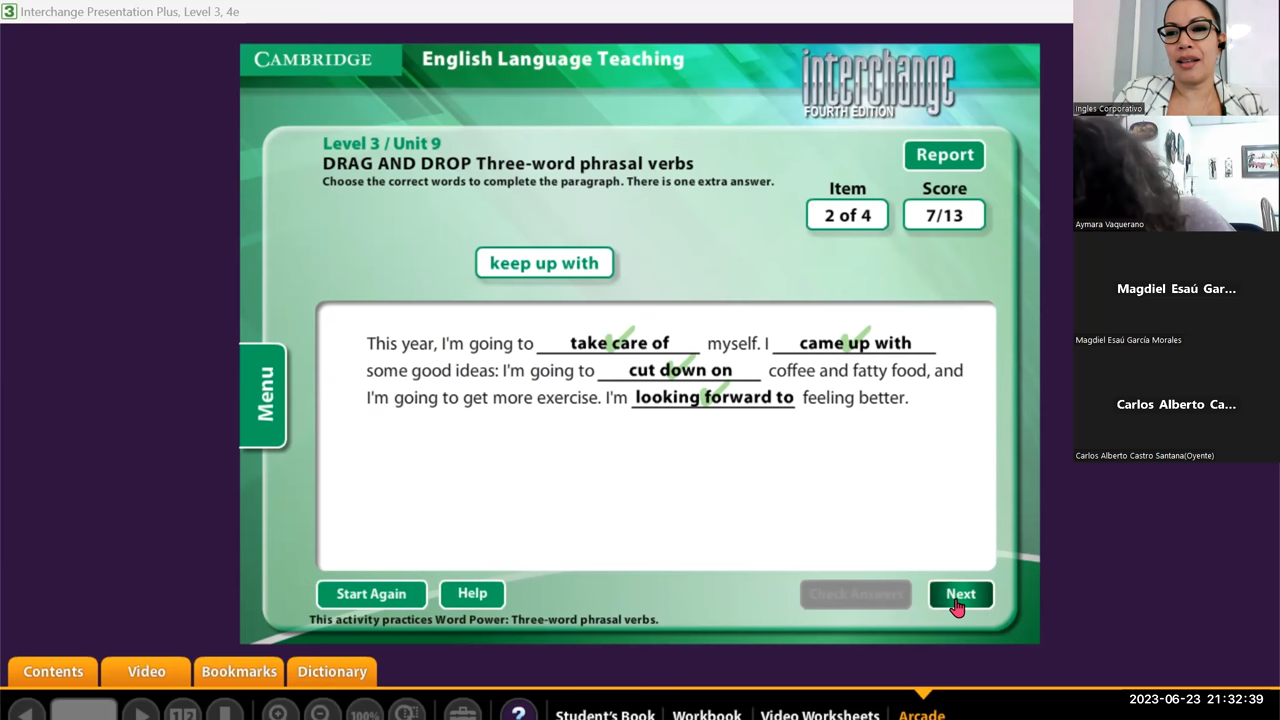 Interchange Presentation Plus, Level 3, 4e
CAMBRIDGE
English Language Teaching
interchange
FOURTH EDITION
Level 3 / Unit 9
DRAG AND DROP Three-word phrasal verbs
Choose the correct words to complete the paragraph. There is one extra answer.
Report
Item
Score
2 of 4
7/13
keep up with
This year, I'm going to take care of myself. I came up with
some good ideas: I'm going to cut down on coffee and fatty food, and
I'm going to get more exercise. I'm looking forward to feeling better.
Menu
Start Again
Help
Check Answers
Next
This activity practices Word Power: Three-word phrasal verbs.
Contents
Video
Bookmarks
Dictionary
100%
?
Student's Book
Workbook
Video Worksheets
Arcade
Ingles Corporativo
Aymara Vaquerano
Magdiel Esaú Gar...
Magdiel Esaú García Morales
Carlos Alberto Ca...
Carlos Alberto Castro Santana(Oyente)
2023-06-23 21:32:39